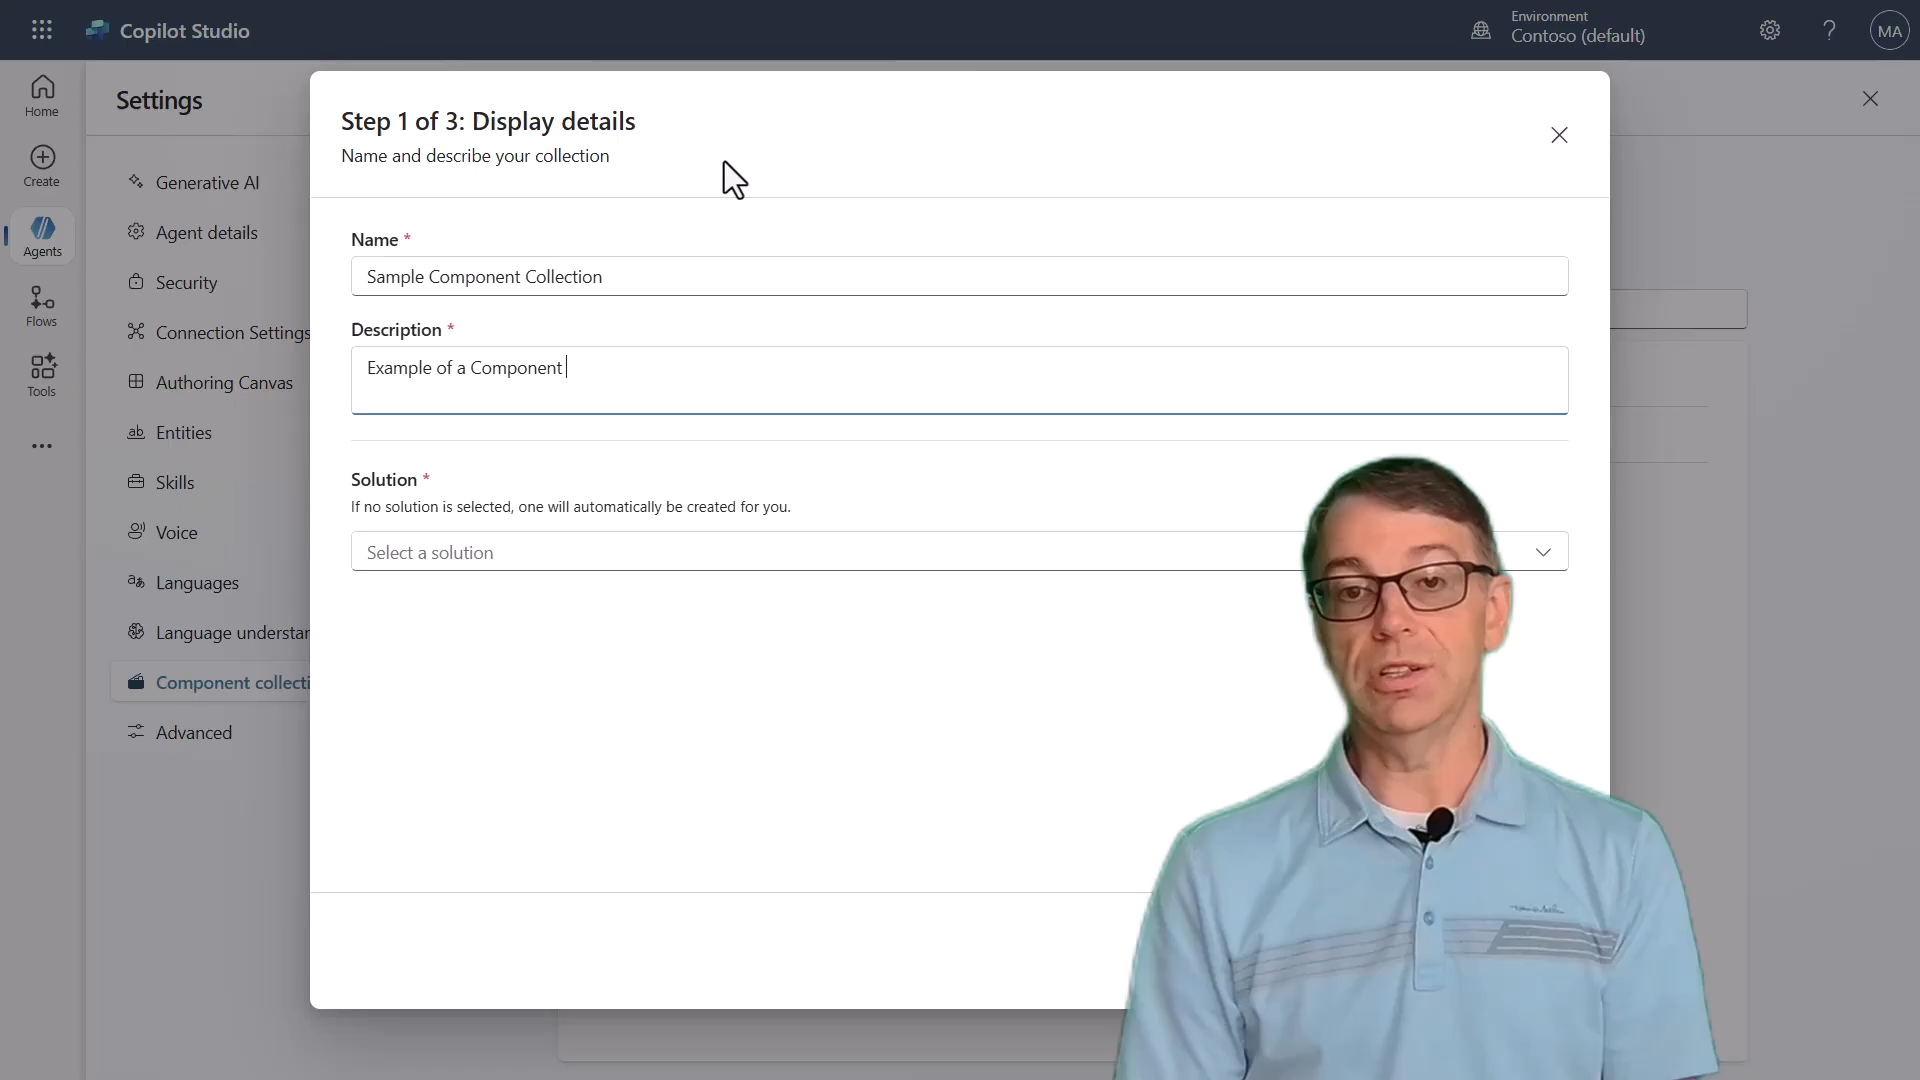 Copilot Studio
Environment
Contoso (default)
MA
Home
Create
Agents
Flows
Tools
Settings
Generative AI
Agent details
Security
Connection Settings
Authoring Canvas
Entities
Skills
Voice
Languages
Language understan
Component collecti
Advanced
Step 1 of 3: Display details
Name and describe your collection
Name *
Sample Component Collection
Description *
Example of a Component
Solution *
If no solution is selected, one will automatically be created for you.
Select a solution